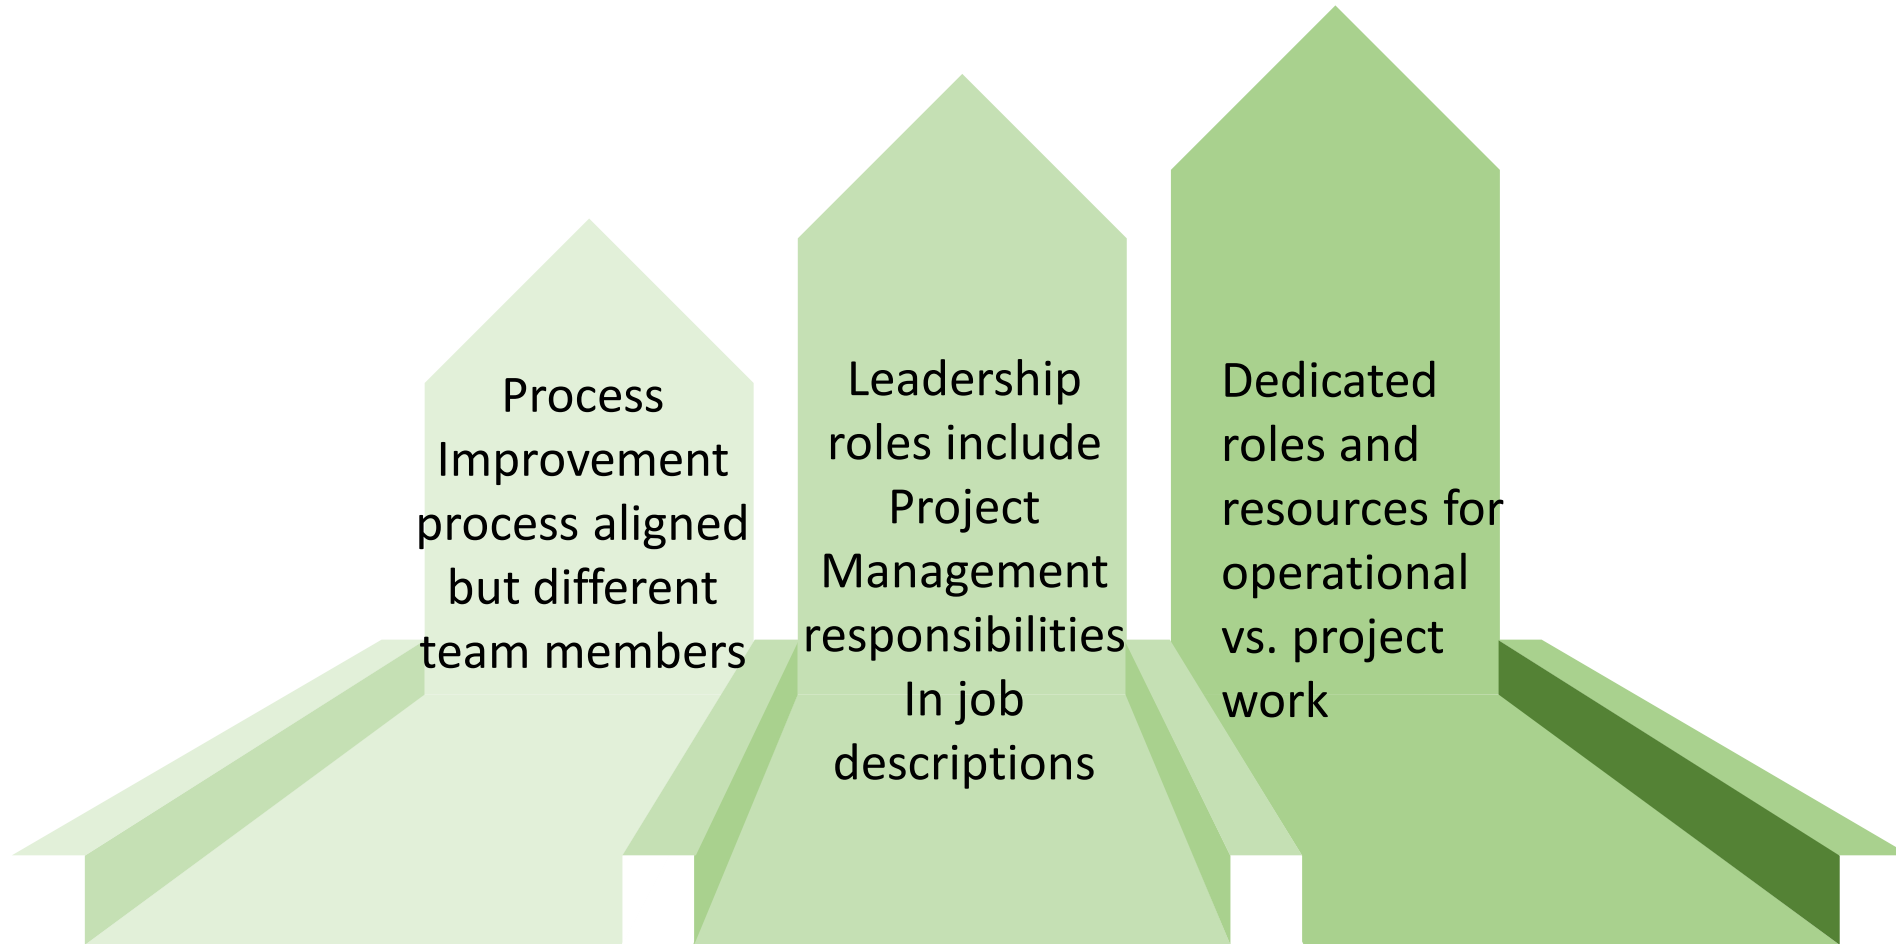 Process
Improvement
process aligned
but different
team members
Leadership
roles include
Project
Management
responsibilities
In job
descriptions
Dedicated
roles and
resources for
operational
vs. project
work